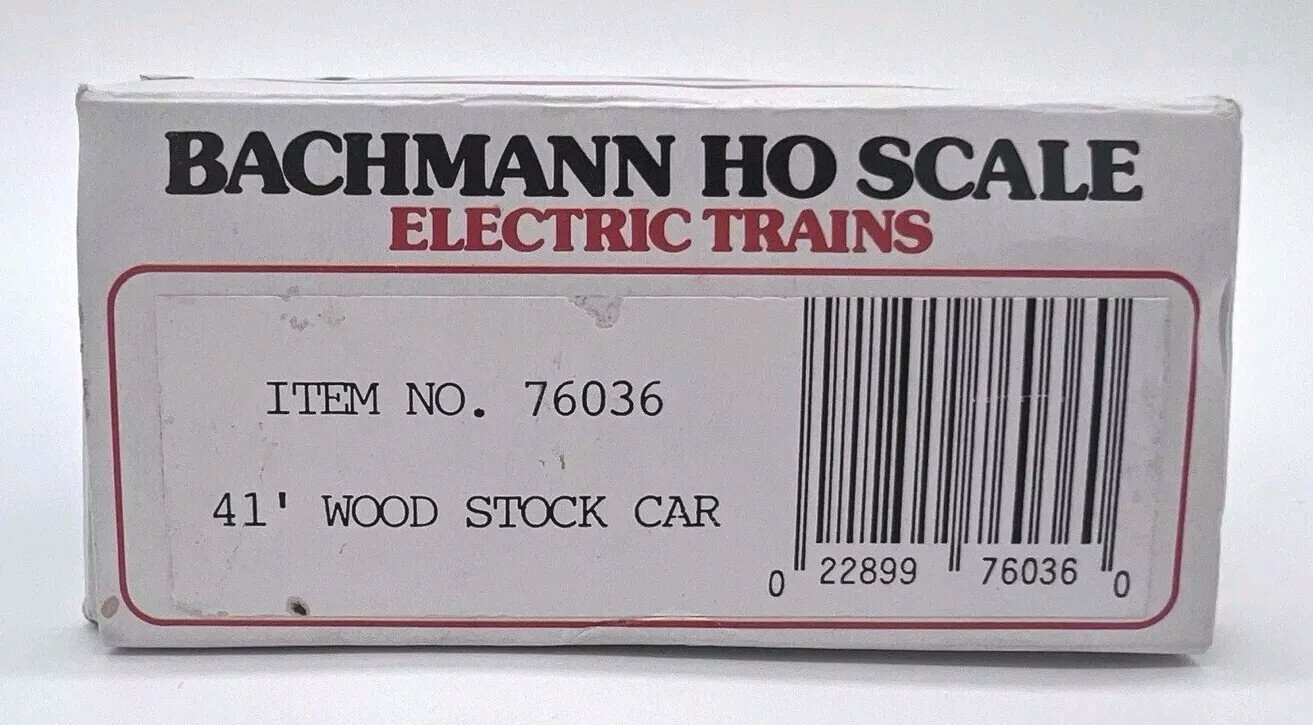 BACHMANN HO SCALE
ELECTRIC TRAINS
ITEM NO. 76036
41' WOOD STOCK CAR
0 22899 76036 0